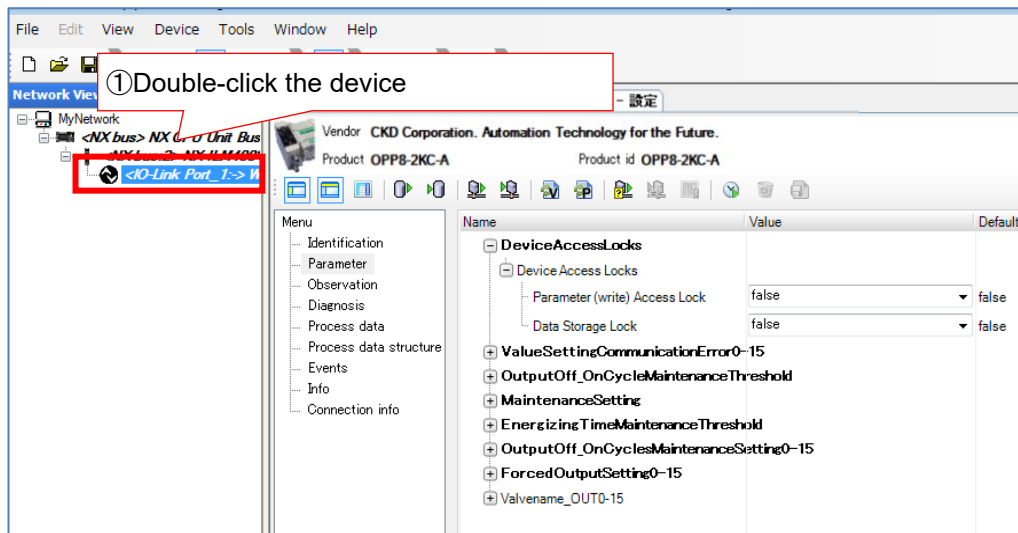 File Edit View Device Tools Window Help
①Double-click the device
Network Vie
- 設定
MyNetwork
<NX bus> NX CPU Unit Bus
<IO-Link Port_1:-> W
Vendor CKD Corporation. Automation Technology for the Future.
Product OPP8-2KC-A Product id OPP8-2KC-A
Menu
Identification
Parameter
Observation
Diagnosis
Process data
Process data structure
Events
Info
Connection info
Name Value Default
DeviceAccessLocks
Device Access Locks
Parameter (write) Access Lock false false
Data Storage Lock false false
ValueSettingCommunicationError0-15
OutputOff_OnCycleMaintenanceThreshold
MaintenanceSetting
EnergizingTimeMaintenanceThreshold
OutputOff_OnCyclesMaintenanceSetting0-15
ForcedOutputSetting0-15
Valvename_OUT0-15